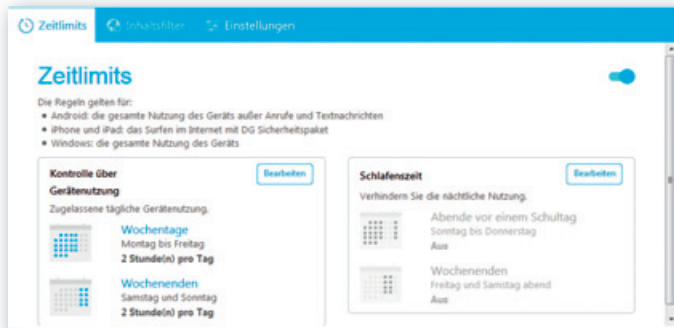 Zeitlimits Inhaltsfilter Einstellungen
Zeitlimits
Die Regeln gelten für:
• Android: die gesamte Nutzung des Geräts außer Anrufe und Textnachrichten
• iPhone und iPad: das Surfen im Internet mit DG Sicherheitspaket
• Windows: die gesamte Nutzung des Geräts
Kontrolle über
Gerätenutzung
Bearbeiten
Zugelassene tägliche Gerätenutzung.
Wochentage
Montag bis Freitag
2 Stunde(n) pro Tag
Wochenenden
Samstag und Sonntag
2 Stunde(n) pro Tag
Schlafenszeit
Bearbeiten
Verhindern Sie die nächtliche Nutzung.
Abende vor einem Schultag
Sonntag bis Donnerstag
Aus
Wochenenden
Freitag und Samstag abend
Aus